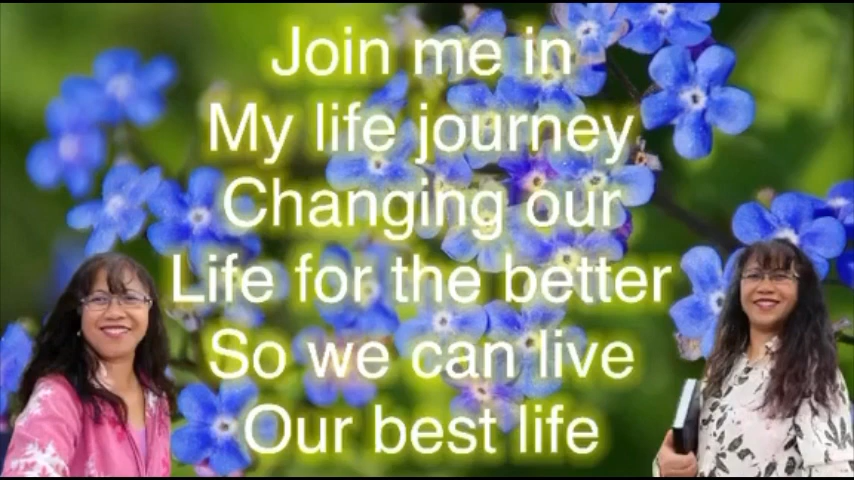 Join me in
My life journey
Changing our
Life for the better
So we can live
Our best life